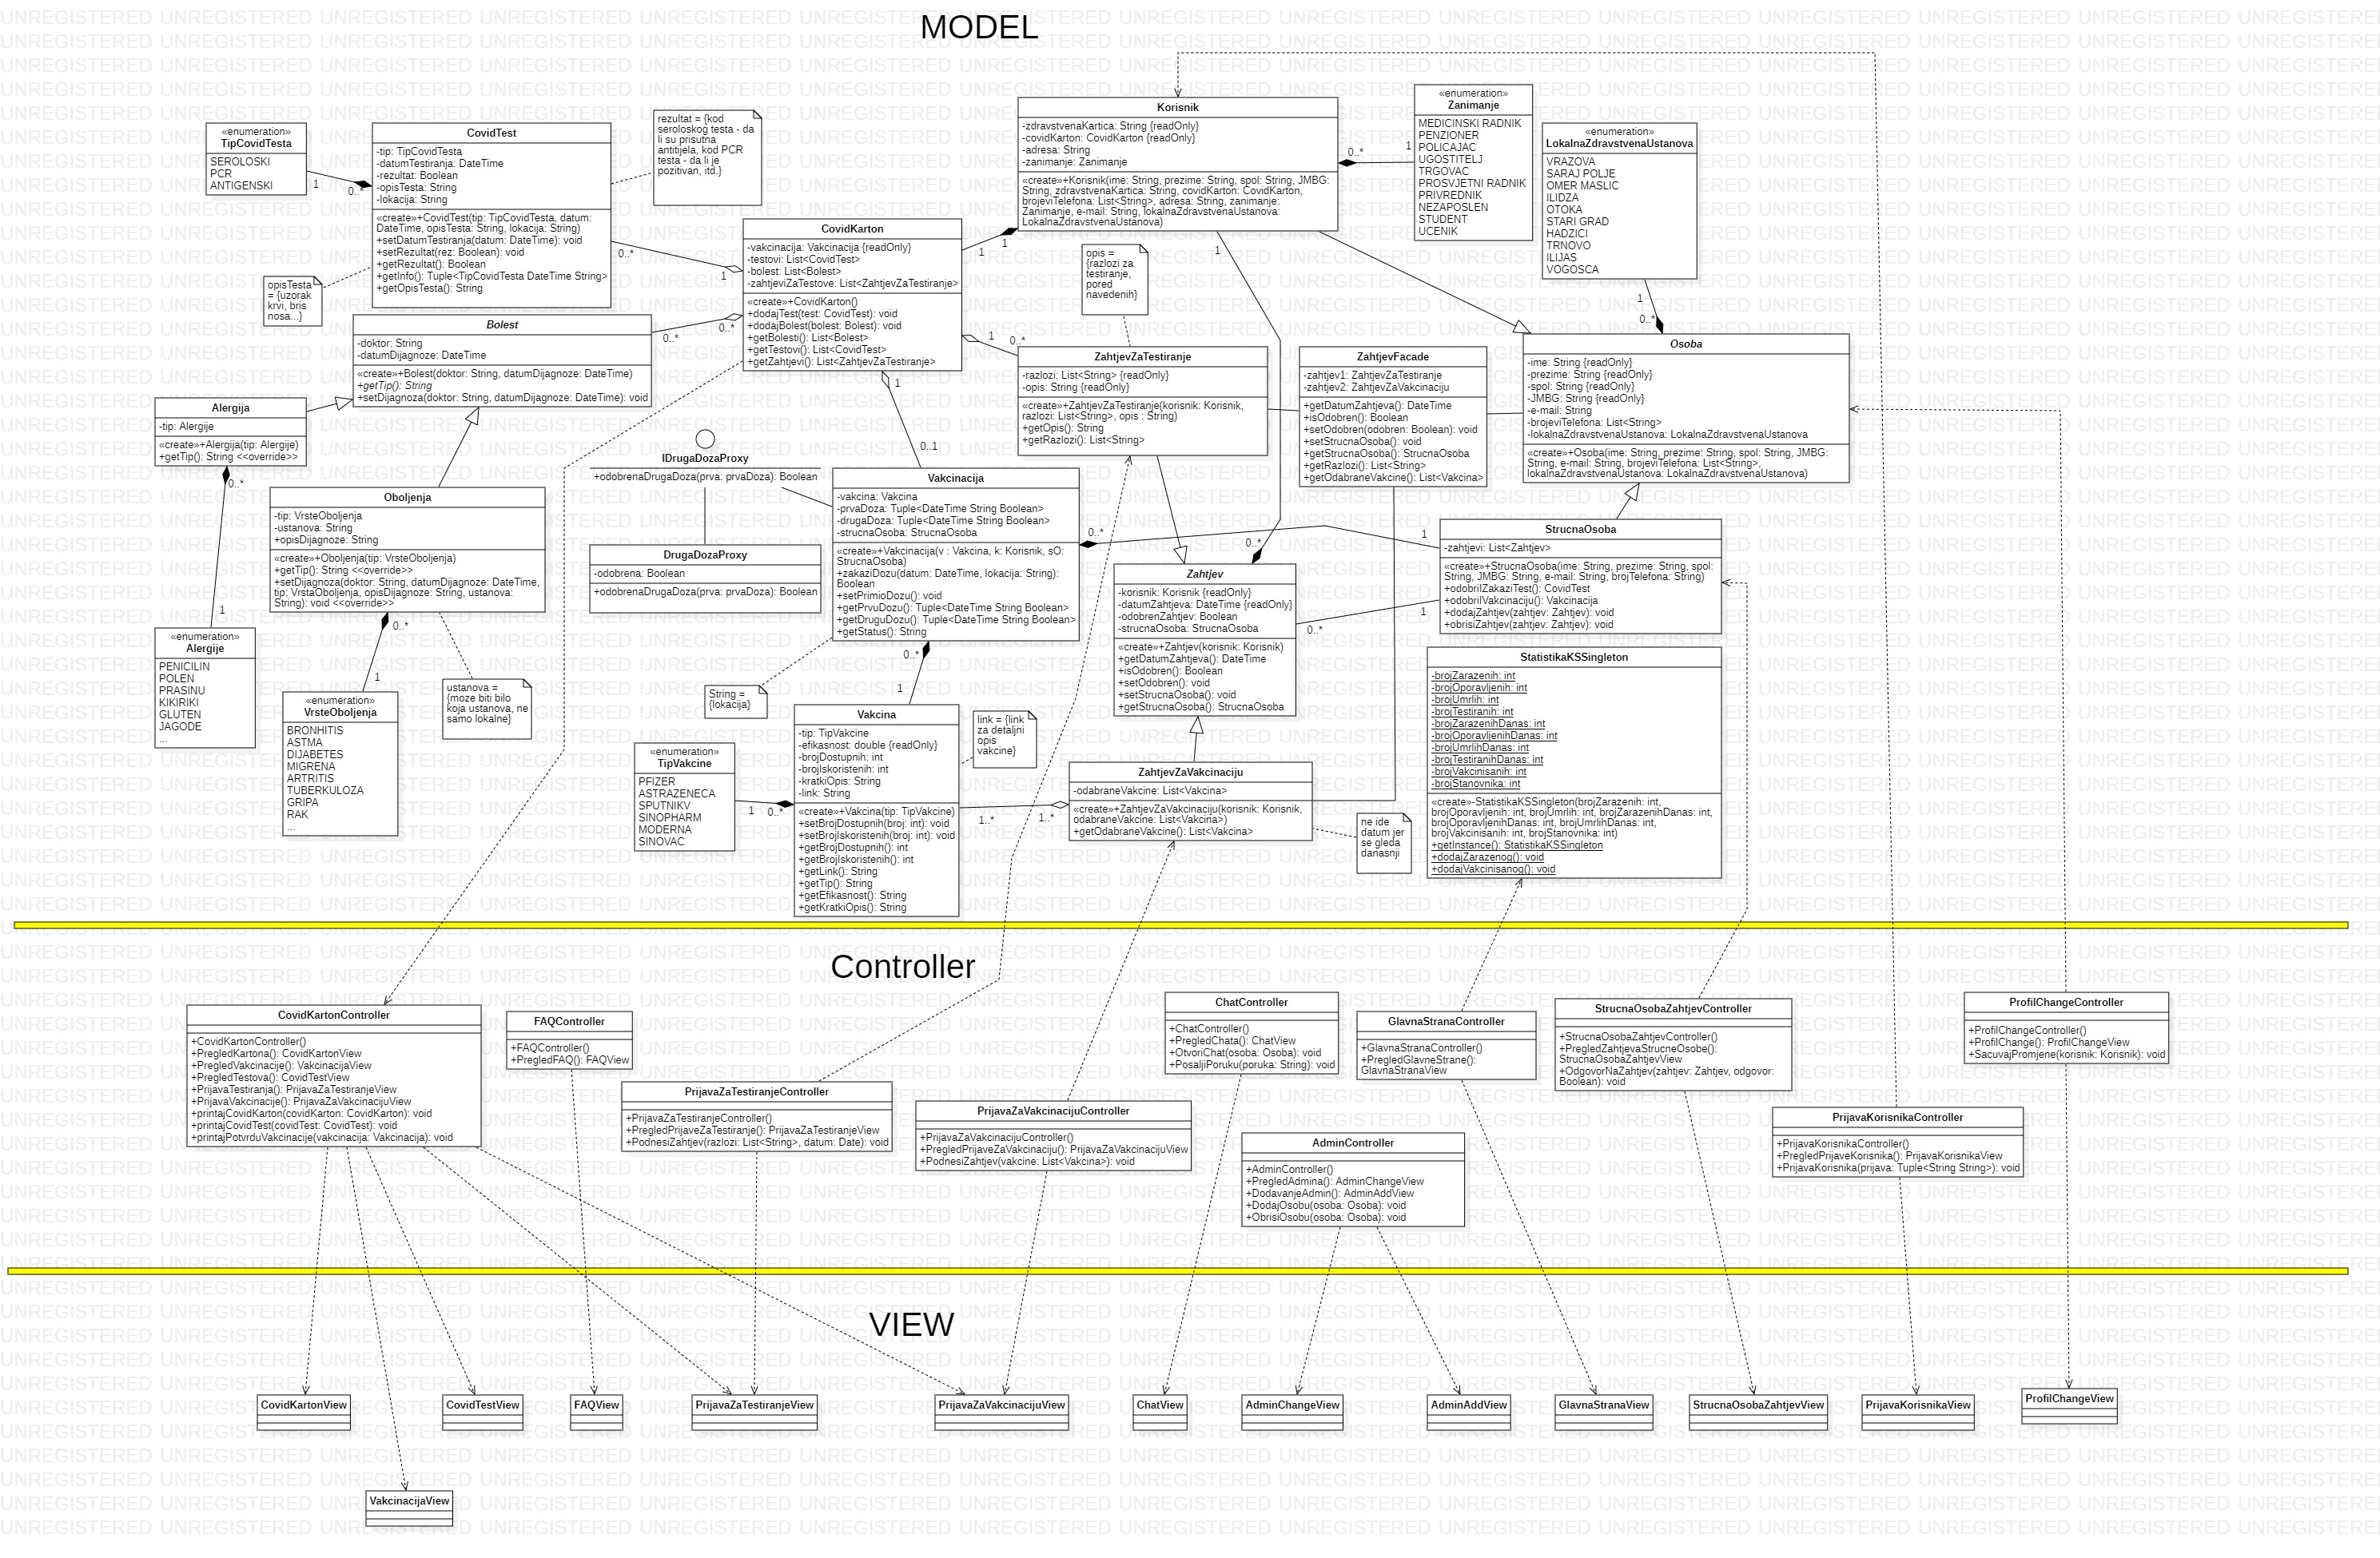 MODEL
«enumeration»
TipCovidTesta
SEROLOSKI
PCR
ANTIGENSKI
1
0..*
CovidTest
-tip: TipCovidTesta
-datumTestiranja: DateTime
-rezultat: Boolean
-opisTesta: String
-lokacija: String
«create»+CovidTest(tip: TipCovidTesta, datum:
DateTime, opisTesta: String, lokacija: String)
+setDatumTestiranja(datum: DateTime): void
+setRezultat(rez: Boolean): void
+getRezultat(): Boolean
+getInfo(): Tuple<TipCovidTesta DateTime String>
+getOpisTesta(): String
rezultat = {kod
seroloskog testa - da
li su prisutna
antitijela, kod PCR
testa - da li je
pozitivan, itd.}
opisTesta
= {uzorak
krvi, bris
nosa...}
0..*
1
CovidKarton
-vakcinacija: Vakcinacija {readOnly}
-testovi: List<CovidTest>
-bolest: List<Bolest>
-zahtjeviZaTestove: List<ZahtjevZaTestiranje>
«create»+CovidKarton()
+dodajTest(test: CovidTest): void
+dodajBolest(bolest: Bolest): void
+getBolesti(): List<Bolest>
+getTestovi(): List<CovidTest>
+getZahtjevi(): List<ZahtjevZaTestiranje>
1
1
Korisnik
-zdravstvenaKartica: String {readOnly}
-covidKarton: CovidKarton {readOnly}
-adresa: String
-zanimanje: Zanimanje
«create»+Korisnik(ime: String, prezime: String, spol: String, JMBG:
String, zdravstvenaKartica: String, covidKarton: CovidKarton,
brojeviTelefona: List<String>, adresa: String, zanimanje:
Zanimanje, e-mail: String, lokalnaZdravstvenaUstanova:
LokalnaZdravstvenaUstanova)
0..*
1
«enumeration»
Zanimanje
MEDICINSKI RADNIK
PENZIONER
POLICAJAC
UGOSTITELJ
TRGOVAC
PROSVJETNI RADNIK
PRIVREDNIK
NEZAPOSLEN
STUDENT
UCENIK
«enumeration»
LokalnaZdravstvenaUstanova
VRAZOVA
SARAJ POLJE
OMER MASLIC
ILIDZA
OTOKA
STARI GRAD
HADZICI
TRNOVO
ILIJAS
VOGOSCA
1
0..*
opis =
{razlozi za
testiranje,
pored
navedenih}
1
Bolest
-doktor: String
-datumDijagnoze: DateTime
«create»+Bolest(doktor: String, datumDijagnoze: DateTime)
+getTip(): String
+setDijagnoza(doktor: String, datumDijagnoze: DateTime): void
0..*
0..*
1
0..*
1
0..1
ZahtjevZaTestiranje
-razlozi: List<String> {readOnly}
-opis: String {readOnly}
«create»+ZahtjevZaTestiranje(korisnik: Korisnik,
razlozi: List<String>, opis : String)
+getOpis(): String
+getRazlozi(): List<String>
ZahtjevFacade
-zahtjev1: ZahtjevZaTestiranje
-zahtjev2: ZahtjevZaVakcinaciju
+getDatumZahtjeva(): DateTime
+isOdobren(): Boolean
+setOdobren(odobren: Boolean): void
+setStrucnaOsoba(): void
+getStrucnaOsoba(): StrucnaOsoba
+getRazlozi(): List<String>
+getOdabraneVakcine(): List<Vakcina>
Osoba
-ime: String {readOnly}
-prezime: String {readOnly}
-spol: String {readOnly}
-JMBG: String {readOnly}
-e-mail: String
-brojeviTelefona: List<String>
-lokalnaZdravstvenaUstanova: LokalnaZdravstvenaUstanova
«create»+Osoba(ime: String, prezime: String, spol: String, JMBG:
String, e-mail: String, brojeviTelefona: List<String>,
lokalnaZdravstvenaUstanova: LokalnaZdravstvenaUstanova)
Alergija
-tip: Alergije
«create»+Alergija(tip: Alergije)
+getTip(): String <<override>>
0..*
1
«enumeration»
Alergije
PENICILIN
POLEN
PRASINU
KIKIRIKI
GLUTEN
JAGODE
...
Oboljenja
-tip: VrsteOboljenja
-ustanova: String
+opisDijagnoze: String
«create»+Oboljenja(tip: VrsteOboljenja)
+getTip(): String <<override>>
+setDijagnoza(doktor: String, datumDijagnoze: DateTime,
tip: VrstaOboljenja, opisDijagnoze: String, ustanova:
String): void <<override>>
0..*
1
«enumeration»
VrsteOboljenja
BRONHITIS
ASTMA
DIJABETES
MIGRENA
ARTRITIS
TUBERKULOZA
GRIPA
RAK
...
ustanova =
{moze biti bilo
koja ustanova, ne
samo lokalne}
IDrugaDozaProxy
+odobrenaDrugaDoza(prva: prvaDoza): Boolean
DrugaDozaProxy
-odobrena: Boolean
+odobrenaDrugaDoza(prva: prvaDoza): Boolean
Vakcinacija
-vakcina: Vakcina
-prvaDoza: Tuple<DateTime String Boolean>
-drugaDoza: Tuple<DateTime String Boolean>
-strucnaOsoba: StrucnaOsoba
«create»+Vakcinacija(v : Vakcina, k: Korisnik, sO:
StrucnaOsoba)
+zakaziDozu(datum: DateTime, lokacija: String):
Boolean
+setPrimioDozu(): void
+getPrvuDozu(): Tuple<DateTime String Boolean>
+getDruguDozu(): Tuple<DateTime String Boolean>
+getStatus(): String
0..*
1
0..*
StrucnaOsoba
-zahtjevi: List<Zahtjev>
«create»+StrucnaOsoba(ime: String, prezime: String, spol:
String, JMBG: String, e-mail: String, brojTelefona: String)
+odobriIZakaziTest(): CovidTest
+odobriIVakcinaciju(): Vakcinacija
+dodajZahtjev(zahtjev: Zahtjev): void
+obrisiZahtjev(zahtjev: Zahtjev): void
Zahtjev
-korisnik: Korisnik {readOnly}
-datumZahtjeva: DateTime {readOnly}
-odobrenZahtjev: Boolean
-strucnaOsoba: StrucnaOsoba
«create»+Zahtjev(korisnik: Korisnik)
+getDatumZahtjeva(): DateTime
+isOdobren(): Boolean
+setOdobren(): void
+setStrucnaOsoba(): void
+getStrucnaOsoba(): StrucnaOsoba
1
0..*
String =
{lokacija}
0..*
1
Vakcina
-tip: TipVakcine
-efikasnost: double {readOnly}
-brojDostupnih: int
-brojIskoristenih: int
-kratkiOpis: String
-link: String
«create»+Vakcina(tip: TipVakcine)
+setBrojDostupnih(broj: int): void
+setBrojIskoristenih(broj: int): void
+getBrojDostupnih(): int
+getBrojIskoristenih(): int
+getLink(): String
+getTip(): String
+getEfikasnost(): String
+getKratkiOpis(): String
link = {link
za detaljni
opis
vakcine}
«enumeration»
TipVakcine
PFIZER
ASTRAZENECA
SPUTNIKV
SINOPHARM
MODERNA
SINOVAC
1
0..*
1..*
1..*
ZahtjevZaVakcinaciju
-odabraneVakcine: List<Vakcina>
«create»+ZahtjevZaVakcinaciju(korisnik: Korisnik,
odabraneVakcine: List<Vakcina>)
+getOdabraneVakcine(): List<Vakcina>
ne ide
datum jer
se gleda
danasnji
StatistikaKSSingleton
-brojZarazenih: int
-brojOporavljenih: int
-brojUmrlih: int
-brojTestiranih: int
-brojZarazenihDanas: int
-brojOporavljenihDanas: int
-brojUmrlihDanas: int
-brojTestiranihDanas: int
-brojVakcinisanih: int
-brojStanovnika: int
«create»-StatistikaKSSingleton(brojZarazenih: int,
brojOporavljenih: int, brojUmrlih: int, brojZarazenihDanas: int,
brojOporavljenihDanas: int, brojUmrlihDanas: int,
brojVakcinisanih: int, brojStanovnika: int)
+getInstance(): StatistikaKSSingleton
+dodajZarazenog(): void
+dodajVakcinisanog(): void
Controller
CovidKartonController
+CovidKartonController()
+PregledKartona(): CovidKartonView
+PregledVakcinacije(): VakcinacijaView
+PregledTestova(): CovidTestView
+PrijavaTestiranja(): PrijavaZaTestiranjeView
+PrijavaVakcinacije(): PrijavaZaVakcinacijuView
+printajCovidKarton(covidKarton: CovidKarton): void
+printajCovidTest(covidTest: CovidTest): void
+printajPotvrduVakcinacije(vakcinacija: Vakcinacija): void
FAQController
+FAQController()
+PregledFAQ(): FAQView
PrijavaZaTestiranjeController
+PrijavaZaTestiranjeController()
+PregledPrijaveZaTestiranje(): PrijavaZaTestiranjeView
+PodnesiZahtjev(razlozi: List<String>, datum: Date): void
PrijavaZaVakcinacijuController
+PrijavaZaVakcinacijuController()
+PregledPrijaveZaVakcinaciju(): PrijavaZaVakcinacijuView
+PodnesiZahtjev(vakcine: List<Vakcina>): void
ChatController
+ChatController()
+PregledChata(): ChatView
+OtvoriChat(osoba: Osoba): void
+PosaljiPoruku(poruka: String): void
AdminController
+AdminController()
+PregledAdmina(): AdminChangeView
+DodavanjeAdmin(): AdminAddView
+DodajOsobu(osoba: Osoba): void
+ObrisiOsobu(osoba: Osoba): void
GlavnaStranaController
+GlavnaStranaController()
+PregledGlavneStrane():
GlavnaStranaView
StrucnaOsobaZahtjevController
+StrucnaOsobaZahtjevController()
+PregledZahtjevaStrucneOsobe():
StrucnaOsobaZahtjevView
+OdgovorNaZahtjev(zahtjev: Zahtjev, odgovor:
Boolean): void
PrijavaKorisnikaController
+PrijavaKorisnikaController()
+PregledPrijaveKorisnika(): PrijavaKorisnikaView
+PrijavaKorisnika(prijava: Tuple<String String>): void
ProfilChangeController
+ProfilChangeController()
+ProfilChange(): ProfilChangeView
+SacuvajPromjene(korisnik: Korisnik): void
VIEW
CovidKartonView
CovidTestView
FAQView
PrijavaZaTestiranjeView
PrijavaZaVakcinacijuView
ChatView
AdminChangeView
AdminAddView
GlavnaStranaView
StrucnaOsobaZahtjevView
PrijavaKorisnikaView
ProfilChangeView
VakcinacijaView